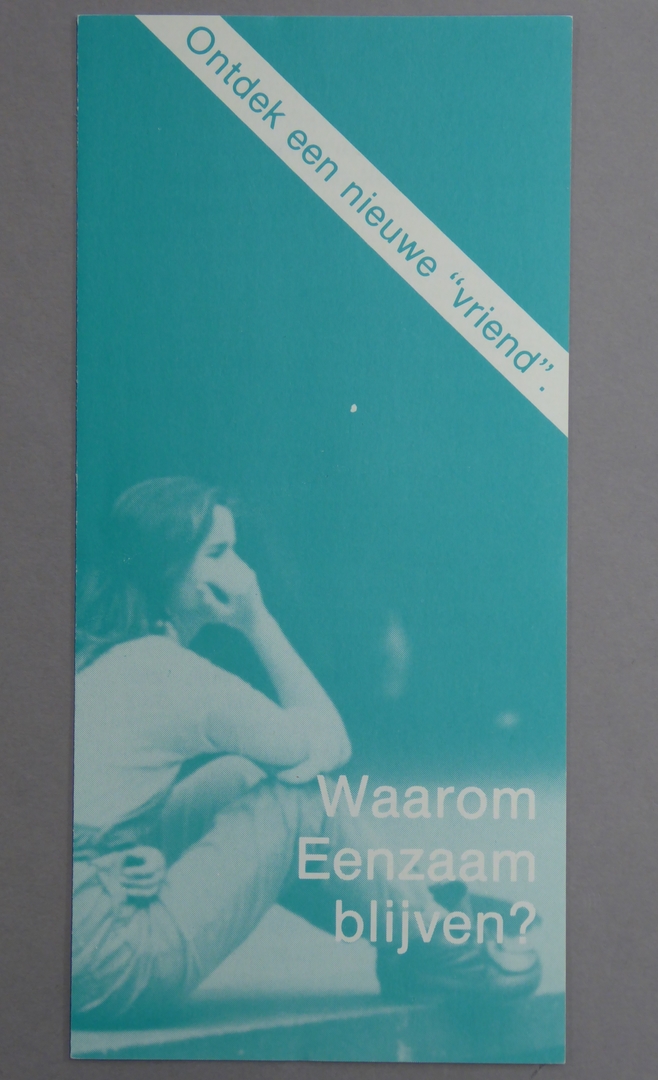 Ontdek een nieuwe “vriend”.
Waarom
Eenzaam
blijven?